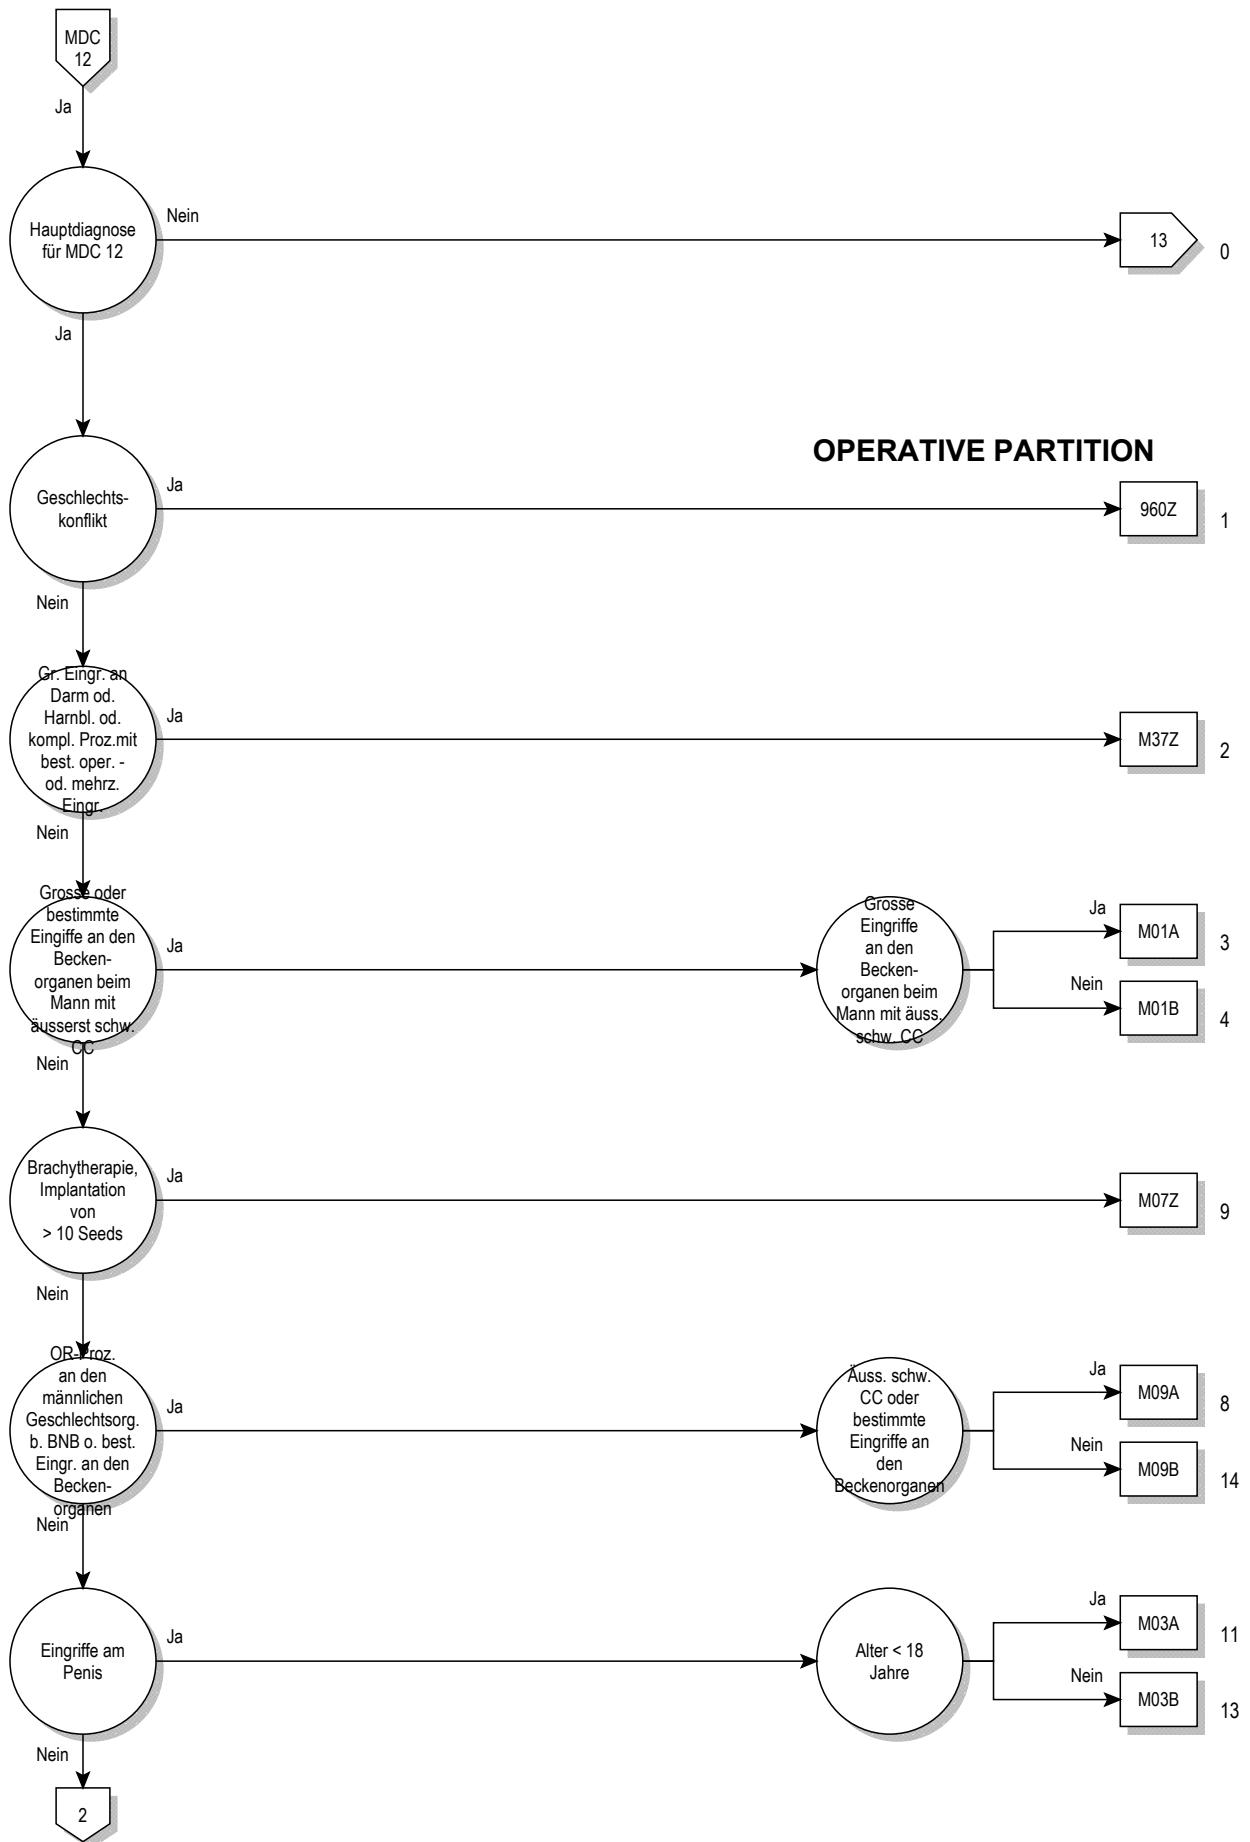 MDC
12
Ja
Hauptdiagnose
für MDC 12
Nein
13
0
Ja
OPERATIVE PARTITION
Geschlechts-
konflikt
Ja
960Z
1
Nein
Gr. Eingr. an
Darm od.
Harnbl. od.
kompl. Proz.mit
best. oper. -
od. mehrz.
Eingr.
Ja
M37Z
2
Nein
Grosse oder
bestimmte
Eingiffe an den
Becken-
organen beim
Mann mit
äusserst schw.
CC
Ja
Grosse
Eingriffe
an den
Becken-
organen beim
Mann mit äuss.
schw. CC
Ja
M01A
3
Nein
M01B
4
Nein
Brachytherapie,
Implantation
von
> 10 Seeds
Ja
M07Z
9
Nein
OR-Proz.
an den
männlichen
Geschlechtsorg.
b. BNB o. best.
Eingr. an den
Becken-
organen
Ja
Äuss. schw.
CC oder
bestimmte
Eingriffe an
den
Beckenorganen
Ja
M09A
8
Nein
M09B
14
Nein
Eingriffe am
Penis
Ja
Alter < 18
Jahre
Ja
M03A
11
Nein
M03B
13
Nein
2